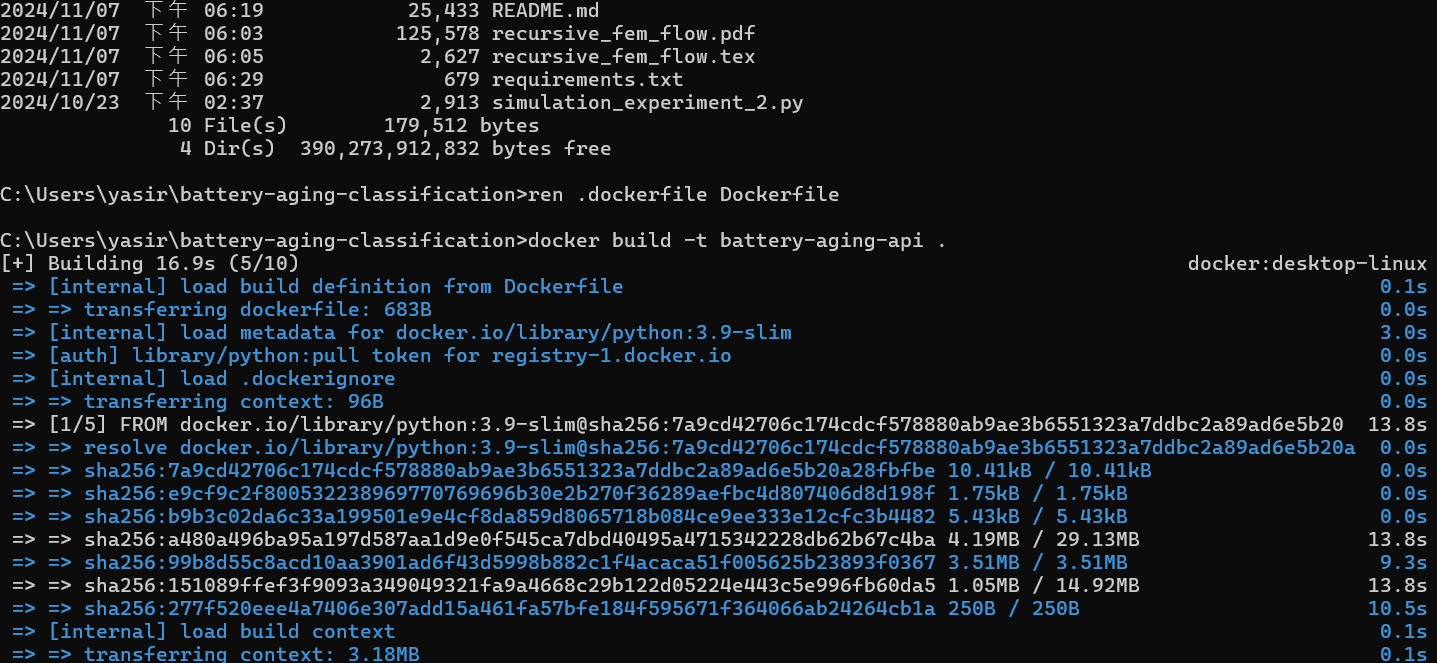 2024/11/07  下午 06:19            25,433 README.md
2024/11/07  下午 06:03           125,578 recursive_fem_flow.pdf
2024/11/07  下午 06:05             2,627 recursive_fem_flow.tex
2024/11/07  下午 06:29               679 requirements.txt
2024/10/23  下午 02:37             2,913 simulation_experiment_2.py
10 File(s)        179,512 bytes
4 Dir(s)  390,273,912,832 bytes free
C:\Users\yasir\battery-aging-classification>ren .dockerfile Dockerfile
C:\Users\yasir\battery-aging-classification>docker build -t battery-aging-api .
[+] Building 16.9s (5/10) docker:desktop-linux
=> [internal] load build definition from Dockerfile 0.1s
=> => transferring dockerfile: 683B 0.0s
=> [internal] load metadata for docker.io/library/python:3.9-slim 3.0s
=> [auth] library/python:pull token for registry-1.docker.io 0.0s
=> [internal] load .dockerignore 0.0s
=> => transferring context: 96B 0.0s
=> [1/5] FROM docker.io/library/python:3.9-slim@sha256:7a9cd42706c174cdcf578880ab9ae3b6551323a7ddbc2a89ad6e5b20 13.8s
=> => resolve docker.io/library/python:3.9-slim@sha256:7a9cd42706c174cdcf578880ab9ae3b6551323a7ddbc2a89ad6e5b20a 0.0s
=> => sha256:7a9cd42706c174cdcf578880ab9ae3b6551323a7ddbc2a89ad6e5b20a28fbfbe 10.41kB / 10.41kB 0.0s
=> => sha256:e9cf9c2f8005322389697707696​96b30e2b270f36289aefbc4d807406d8d198f 1.75kB / 1.75kB 0.0s
=> => sha256:b9b3c02da6c33a199501e9e4cf8da859d8065718b084ce9ee333e12cfc3b4482 5.43kB / 5.43kB 0.0s
=> => sha256:a480a496ba95a197d587aa1d9e0f545ca7dbd40495a4715342228db62b67c4ba 4.19MB / 29.13MB 13.8s
=> => sha256:99b8d55c8acd10aa3901ad6f43d5998b882c1f4acaca51f005625b23893f0367 3.51MB / 3.51MB 9.3s
=> => sha256:151089ffef3f9093a349049321fa9a4668c29b122d05224e443c5e996fb60da5 1.05MB / 14.92MB 13.8s
=> => sha256:277f520eee4a7406e307add15a461fa57bfe184f595671f364066ab24264cb1a 250B / 250B 10.5s
=> [internal] load build context 0.1s
=> => transferring context: 3.18MB 0.1s